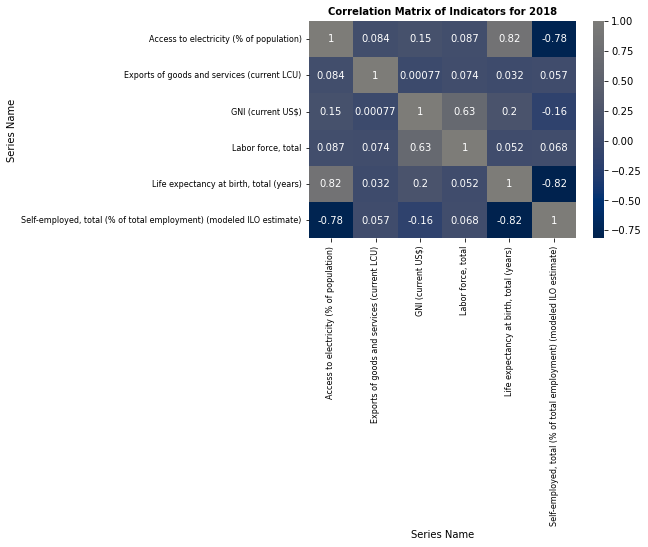 Correlation Matrix of Indicators for 2018
Series Name
Access to electricity (% of population)
Exports of goods and services (current LCU)
GNI (current US$)
Labor force, total
Life expectancy at birth, total (years)
Self-employed, total (% of total employment) (modeled ILO estimate)
1 0.084 0.15 0.087 0.82 -0.78
0.084 1 0.00077 0.074 0.032 0.057
0.15 0.00077 1 0.63 0.2 -0.16
0.087 0.074 0.63 1 0.052 0.068
0.82 0.032 0.2 0.052 1 -0.82
-0.78 0.057 -0.16 0.068 -0.82 1
1.00
0.75
0.50
0.25
0.00
-0.25
-0.50
-0.75
Access to electricity (% of population)
Exports of goods and services (current LCU)
GNI (current US$)
Labor force, total
Life expectancy at birth, total (years)
Self-employed, total (% of total employment) (modeled ILO estimate)
Series Name